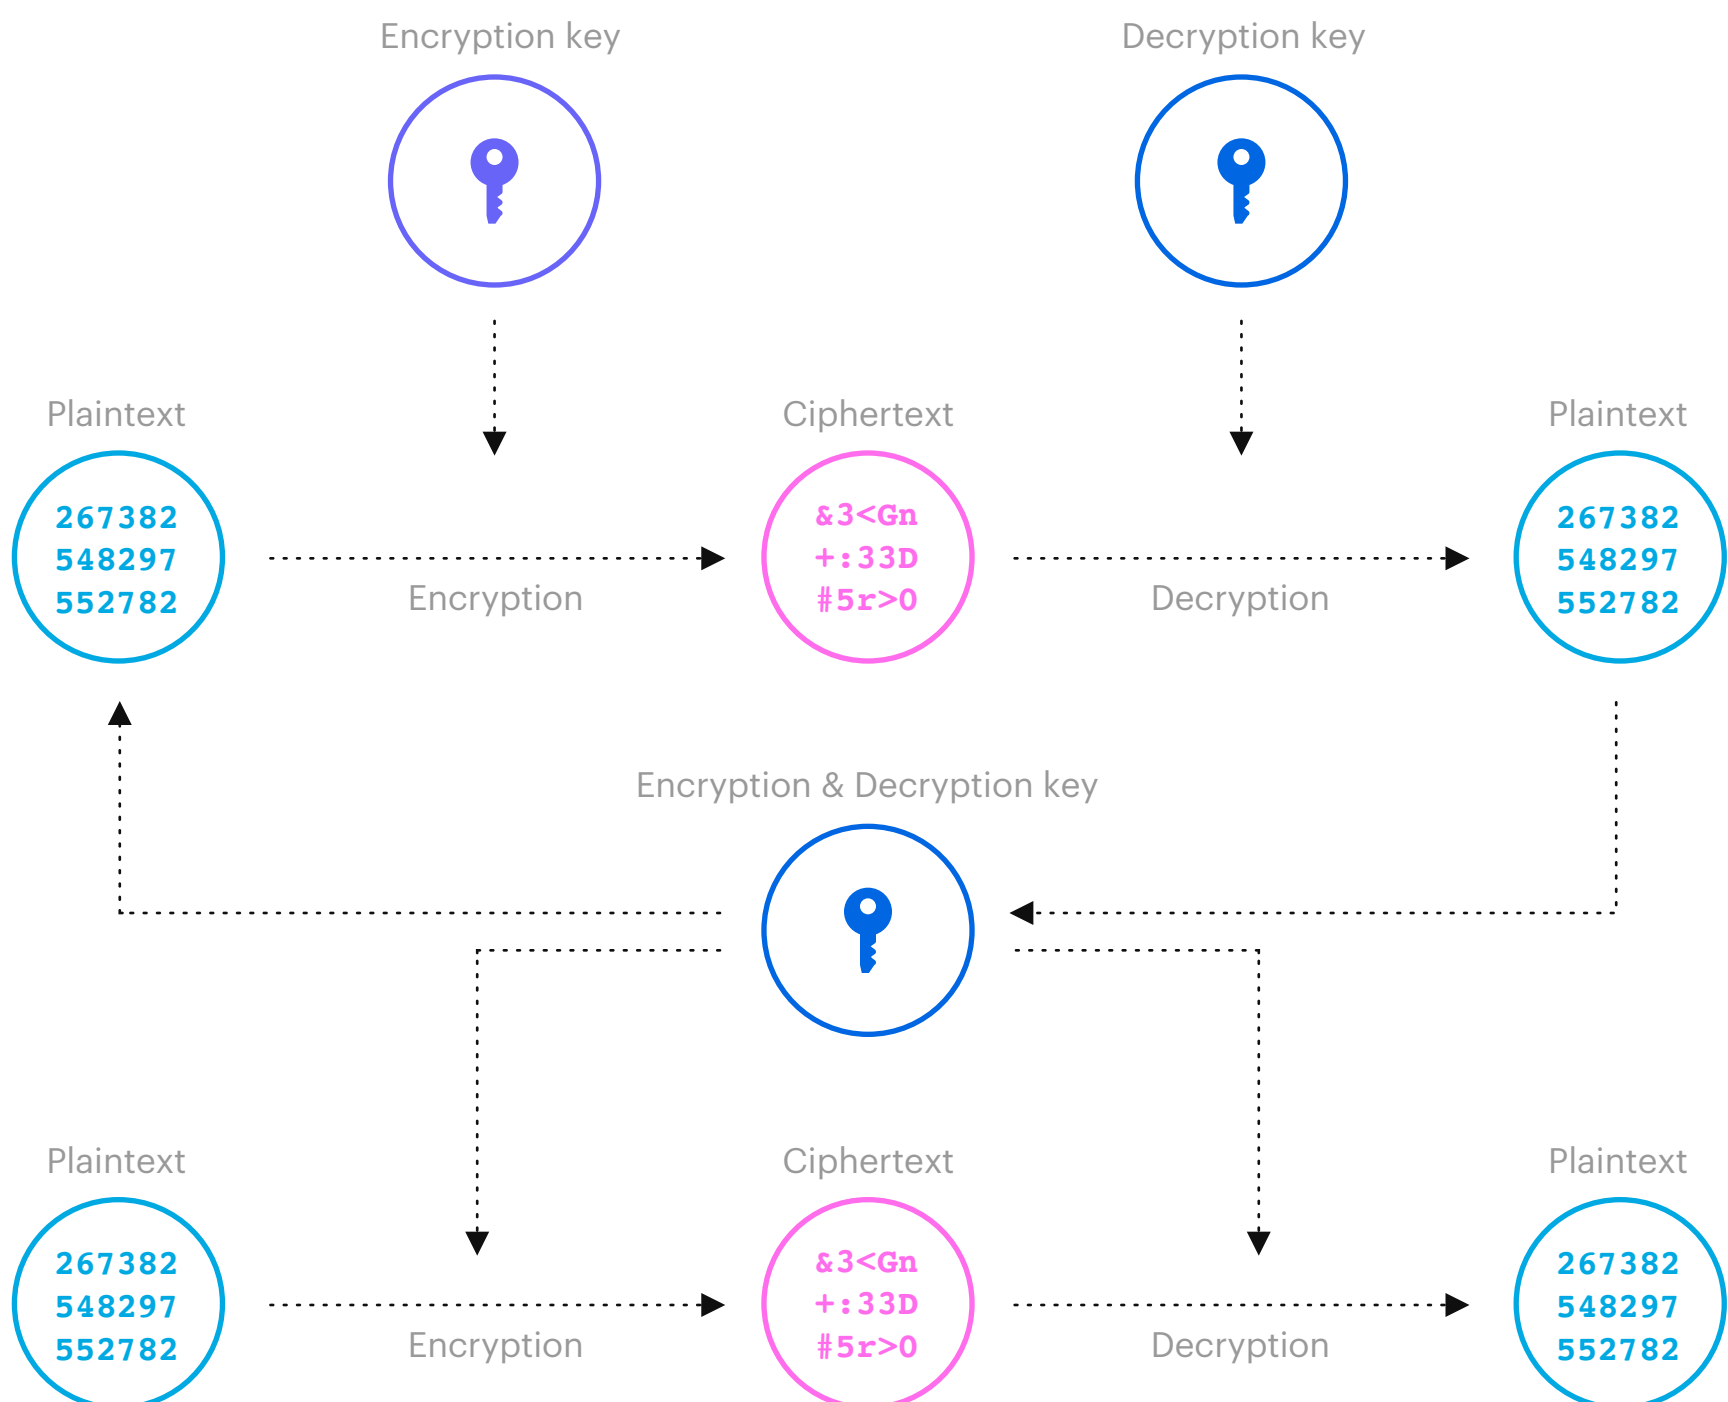 Encryption key
Decryption key
Plaintext
Ciphertext
Plaintext
267382
548297
552782
&3<Gn
+:33D
#5r>0
267382
548297
552782
Encryption
Decryption
Encryption & Decryption key
Plaintext
Ciphertext
Plaintext
267382
548297
552782
&3<Gn
+:33D
#5r>0
267382
548297
552782
Encryption
Decryption